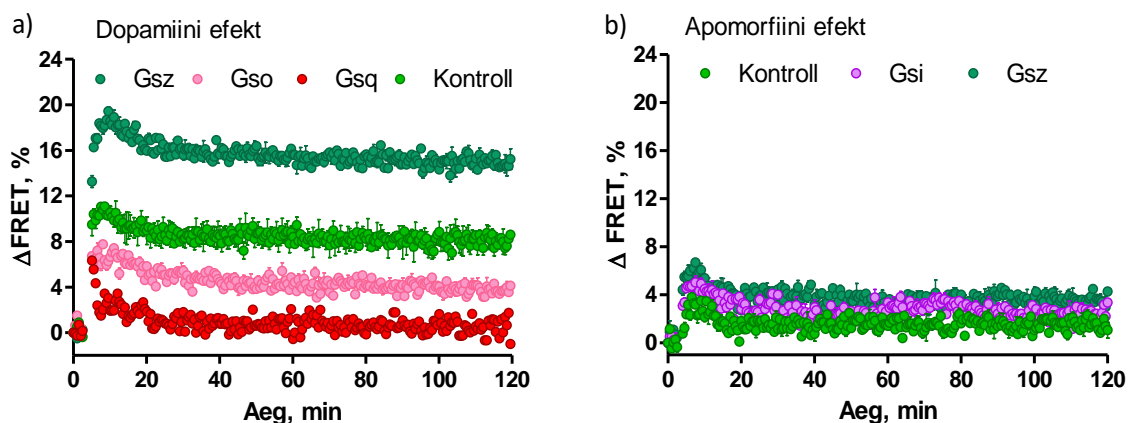 a) Dopamiini efekt
Gsz Gso Gsq Kontroll
24
20
16
12
8
4
0
Δ FRET, %
0 20 40 60 80 100 120
Aeg, min
b) Apomorfiini efekt
Kontroll Gsi Gsz
24
20
16
12
8
4
0
Δ FRET, %
0 20 40 60 80 100 120
Aeg, min